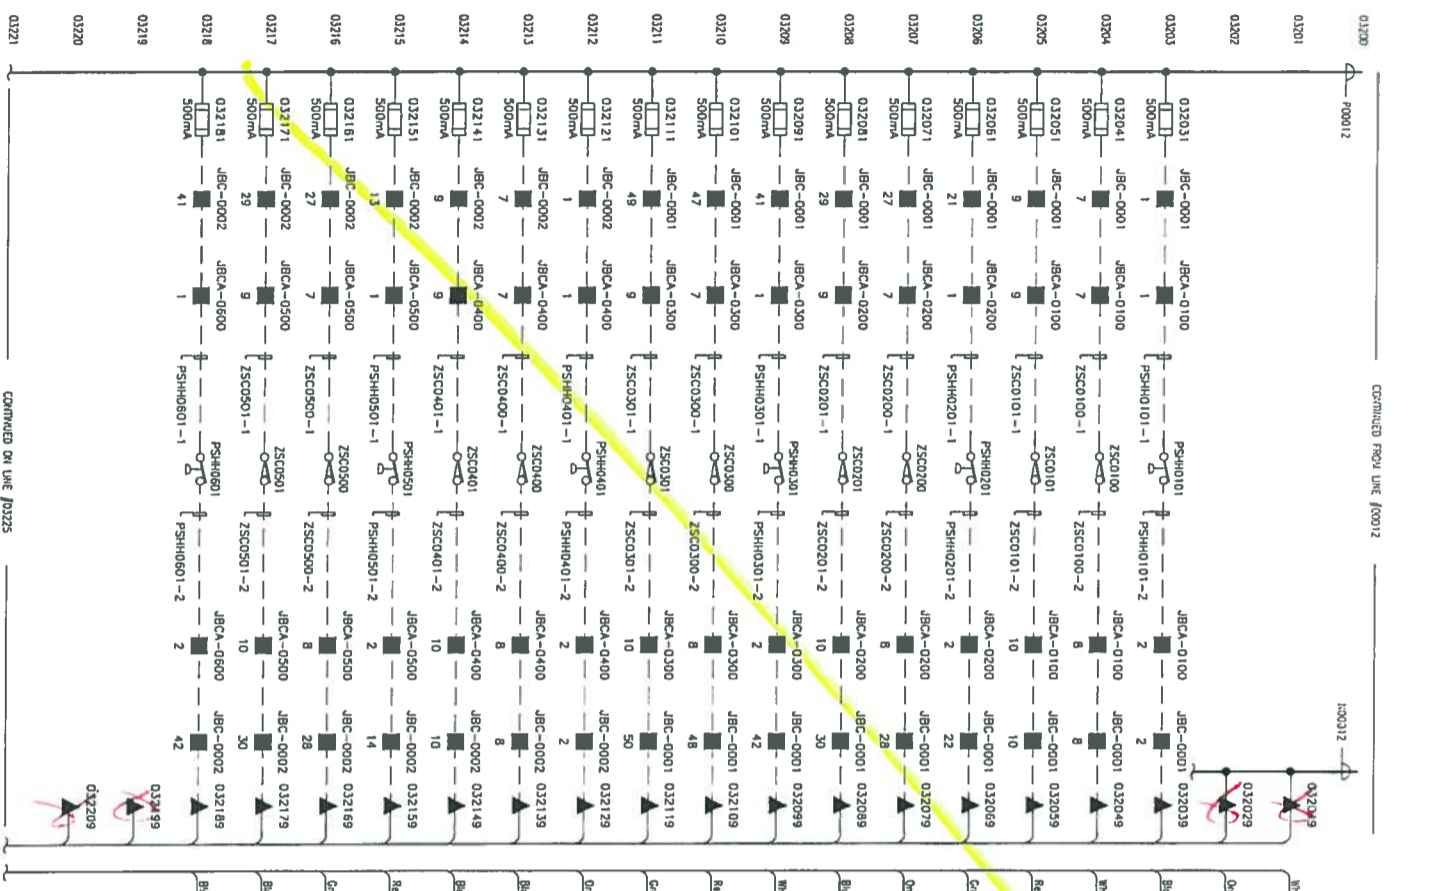 CONTINUED FROM LINE /00012
03200
P00012
03201
03202 032029
032031 JBC-0001 JBCA-0100 PSHH0101 JBCA-0100 JBC-0001 032039
03203
500mA 1 1 PSHH0101-1 PSHH0101-2 2 2
032041 JBC-0001 JBCA-0100 ZSC0100 JBCA-0100 JBC-0001 032049
03204
500mA 7 7 ZSC0100-1 ZSC0100-2 8 8
032051 JBC-0001 JBCA-0100 ZSC0101 JBCA-0100 JBC-0001 032059
03205
500mA 9 9 ZSC0101-1 ZSC0101-2 10 10
032061 JBC-0001 JBCA-0200 PSHH0201 JBCA-0200 JBC-0001 032069
03206
500mA 21 1 PSHH0201-1 PSHH0201-2 2 22
032071 JBC-0001 JBCA-0200 ZSC0200 JBCA-0200 JBC-0001 032079
03207
500mA 27 7 ZSC0200-1 ZSC0200-2 8 28
032081 JBC-0001 JBCA-0200 ZSC0201 JBCA-0200 JBC-0001 032089
03208
500mA 29 9 ZSC0201-1 ZSC0201-2 10 30
032091 JBC-0001 JBCA-0300 PSHH0301 JBCA-0300 JBC-0001 032099
03209
500mA 41 1 PSHH0301-1 PSHH0301-2 2 42
032101 JBC-0001 JBCA-0300 ZSC0300 JBCA-0300 JBC-0001 032109
03210
500mA 47 7 ZSC0300-1 ZSC0300-2 8 48
032111 JBC-0001 JBCA-0300 ZSC0301 JBCA-0300 JBC-0001 032119
03211
500mA 49 9 ZSC0301-1 ZSC0301-2 10 50
032121 JBC-0002 JBCA-0400 PSHH0401 JBCA-0400 JBC-0002 032129
03212
500mA 1 1 PSHH0401-1 PSHH0401-2 2 2
032131 JBC-0002 JBCA-0400 ZSC0400 JBCA-0400 JBC-0002 032139
03213
500mA 7 7 ZSC0400-1 ZSC0400-2 8 8
032141 JBC-0002 JBCA-0400 ZSC0401 JBCA-0400 JBC-0002 032149
03214
500mA 9 9 ZSC0401-1 ZSC0401-2 10 10
032151 JBC-0002 JBCA-0500 PSHH0501 JBCA-0500 JBC-0002 032159
03215
500mA 13 1 PSHH0501-1 PSHH0501-2 2 14
032161 JBC-0002 JBCA-0500 ZSC0500 JBCA-0500 JBC-0002 032169
03216
500mA 27 7 ZSC0500-1 ZSC0500-2 8 28
032171 JBC-0002 JBCA-0500 ZSC0501 JBCA-0500 JBC-0002 032179
03217
500mA 29 9 ZSC0501-1 ZSC0501-2 10 30
032181 JBC-0002 JBCA-0600 PSHH0601 JBCA-0600 JBC-0002 032189
03218
500mA 41 1 PSHH0601-1 PSHH0601-2 2 42
03219
03220 032209
03221
CONTINUED ON LINE /03225